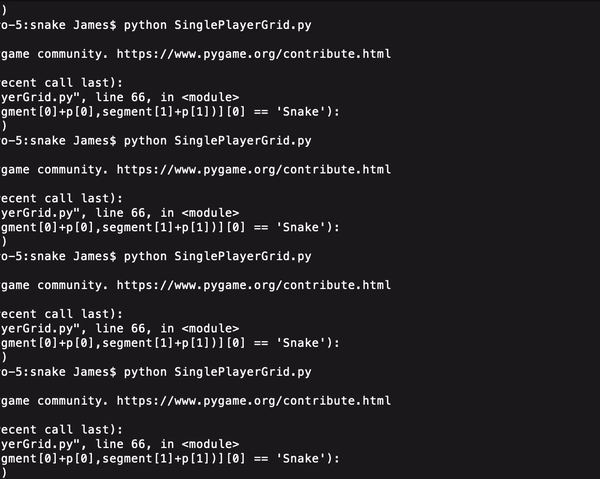 )
o-5:snake James$ python SinglePlayerGrid.py
game community. https://www.pygame.org/contribute.html
ecent call last):
yerGrid.py", line 66, in <module>
gment[0]+p[0],segment[1]+p[1])][0] == 'Snake'):
)
o-5:snake James$ python SinglePlayerGrid.py
game community. https://www.pygame.org/contribute.html
ecent call last):
yerGrid.py", line 66, in <module>
gment[0]+p[0],segment[1]+p[1])][0] == 'Snake'):
)
o-5:snake James$ python SinglePlayerGrid.py
game community. https://www.pygame.org/contribute.html
ecent call last):
yerGrid.py", line 66, in <module>
gment[0]+p[0],segment[1]+p[1])][0] == 'Snake'):
)
o-5:snake James$ python SinglePlayerGrid.py
game community. https://www.pygame.org/contribute.html
ecent call last):
yerGrid.py", line 66, in <module>
gment[0]+p[0],segment[1]+p[1])][0] == 'Snake'):
)